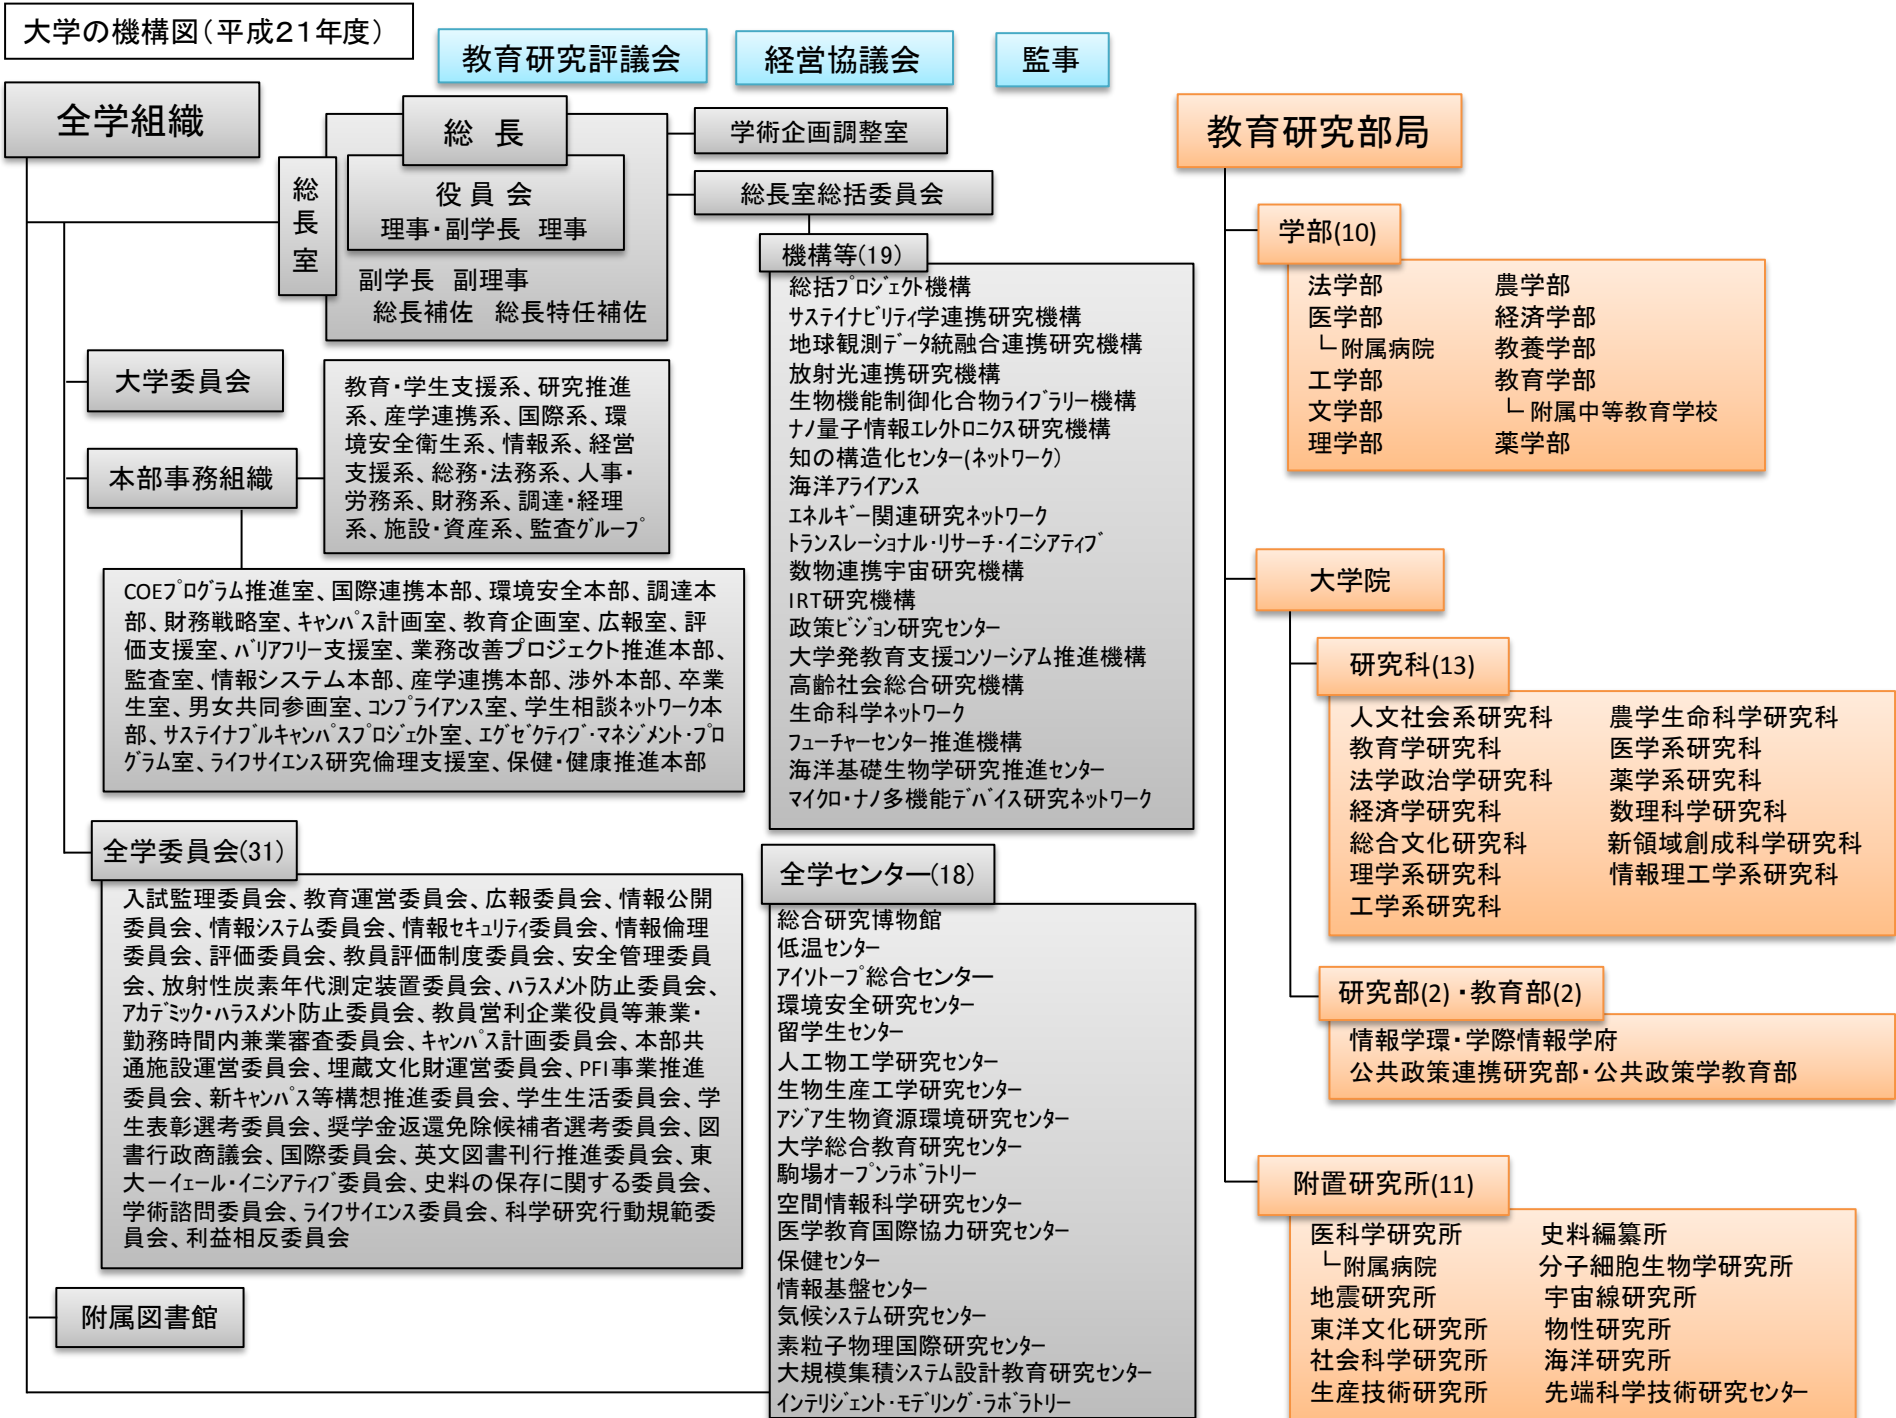 大学の機構図(平成21年度)
教育研究評議会
経営協議会
監事
全学組織
総長室
総 長
役 員 会
理事・副学長 理事
副学長 副理事
総長補佐 総長特任補佐
学術企画調整室
総長室総括委員会
機構等(19)
総括プロジェクト機構
サステイナビリティ学連携研究機構
地球観測データ統融合連携研究機構
放射光連携研究機構
生物機能制御化合物ライブラリー機構
ナノ量子情報エレクトロニクス研究機構
知の構造化センター(ネットワーク)
海洋アライアンス
エネルギー関連研究ネットワーク
トランスレーショナル・リサーチ・イニシアティブ
数物連携宇宙研究機構
IRT研究機構
政策ビジョン研究センター
大学発教育支援コンソーシアム推進機構
高齢社会総合研究機構
生命科学ネットワーク
フューチャーセンター推進機構
海洋基礎生物学研究推進センター
マイクロ・ナノ多機能デバイス研究ネットワーク
大学委員会
本部事務組織
教育・学生支援系、研究推進
系、産学連携系、国際系、環
境安全衛生系、情報系、経営
支援系、総務・法務系、人事・
労務系、財務系、調達・経理
系、施設・資産系、監査グループ
COEプログラム推進室、国際連携本部、環境安全本部、調達本
部、財務戦略室、キャンパス計画室、教育企画室、広報室、評
価支援室、バリアフリー支援室、業務改善プロジェクト推進本部、
監査室、情報システム本部、産学連携本部、渉外本部、卒業
生室、男女共同参画室、コンプライアンス室、学生相談ネットワーク本
部、サステイナブルキャンパスプロジェクト室、エグゼクティブ・マネジメント・プロ
グラム室、ライフサイエンス研究倫理支援室、保健・健康推進本部
全学委員会(31)
入試監理委員会、教育運営委員会、広報委員会、情報公開
委員会、情報システム委員会、情報セキュリティ委員会、情報倫理
委員会、評価委員会、教員評価制度委員会、安全管理委員
会、放射性炭素年代測定装置委員会、ハラスメント防止委員会、
アカデミック・ハラスメント防止委員会、教員営利企業役員等兼業・
勤務時間内兼業審査委員会、キャンパス計画委員会、本部共
通施設運営委員会、埋蔵文化財運営委員会、PFI事業推進
委員会、新キャンパス等構想推進委員会、学生生活委員会、学
生表彰選考委員会、奨学金返還免除候補者選考委員会、図
書行政商議会、国際委員会、英文図書刊行推進委員会、東
大ーイェール・イニシアティブ委員会、史料の保存に関する委員会、
学術諮問委員会、ライフサイエンス委員会、科学研究行動規範委
員会、利益相反委員会
附属図書館
全学センター(18)
総合研究博物館
低温センター
アイソトープ総合センター
環境安全研究センター
留学生センター
人工物工学研究センター
生物生産工学研究センター
アジア生物資源環境研究センター
大学総合教育研究センター
駒場オープンラボラトリー
空間情報科学研究センター
医学教育国際協力研究センター
保健センター
情報基盤センター
気候システム研究センター
素粒子物理国際研究センター
大規模集積システム設計教育研究センター
インテリジェント・モデリング・ラボラトリー
教育研究部局
学部(10)
法学部 農学部
医学部 経済学部
└附属病院 教養学部
工学部 教育学部
文学部 └附属中等教育学校
理学部 薬学部
大学院
研究科(13)
人文社会系研究科 農学生命科学研究科
教育学研究科 医学系研究科
法学政治学研究科 薬学系研究科
経済学研究科 数理科学研究科
総合文化研究科 新領域創成科学研究科
理学系研究科 情報理工学系研究科
工学系研究科
研究部(2)・教育部(2)
情報学環・学際情報学府
公共政策連携研究部・公共政策学教育部
附置研究所(11)
医科学研究所 史料編纂所
└附属病院 分子細胞生物学研究所
地震研究所 宇宙線研究所
東洋文化研究所 物性研究所
社会科学研究所 海洋研究所
生産技術研究所 先端科学技術研究センター